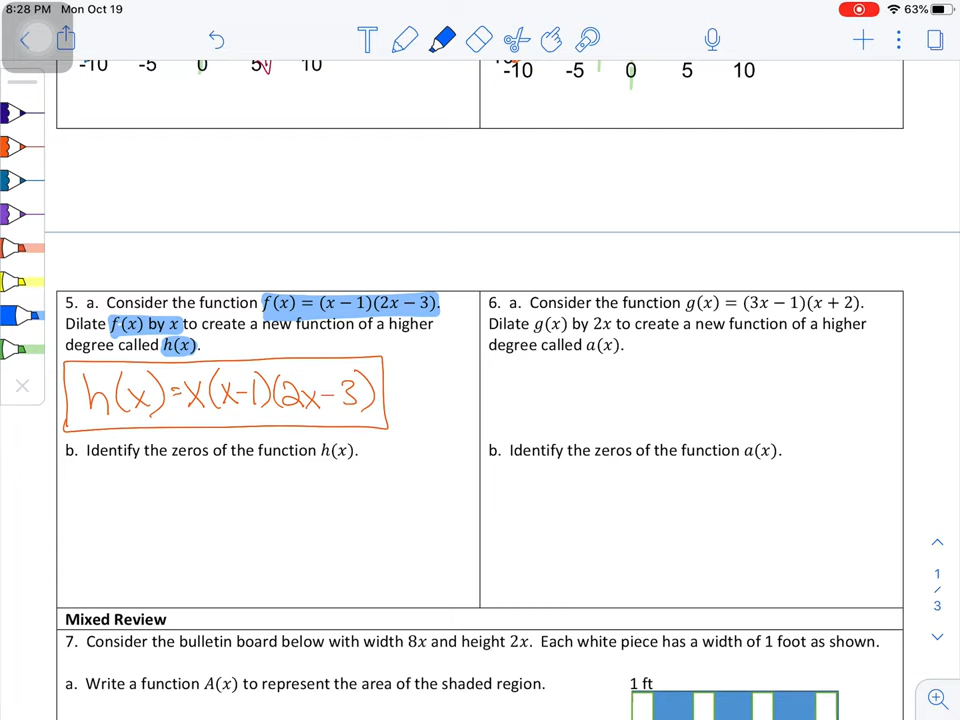 8:28 PM Mon Oct 19
63%
T
-10 -5 0 5 10
-10 -5 0 5 10
5. a. Consider the function f(x) = (x − 1)(2x − 3).
Dilate f(x) by x to create a new function of a higher
degree called h(x).
h(x)=x(x-1)(2x-3)
b. Identify the zeros of the function h(x).
6. a. Consider the function g(x) = (3x − 1)(x + 2).
Dilate g(x) by 2x to create a new function of a higher
degree called a(x).
b. Identify the zeros of the function a(x).
1
/
3
Mixed Review
7. Consider the bulletin board below with width 8x and height 2x. Each white piece has a width of 1 foot as shown.
a. Write a function A(x) to represent the area of the shaded region.
1 ft